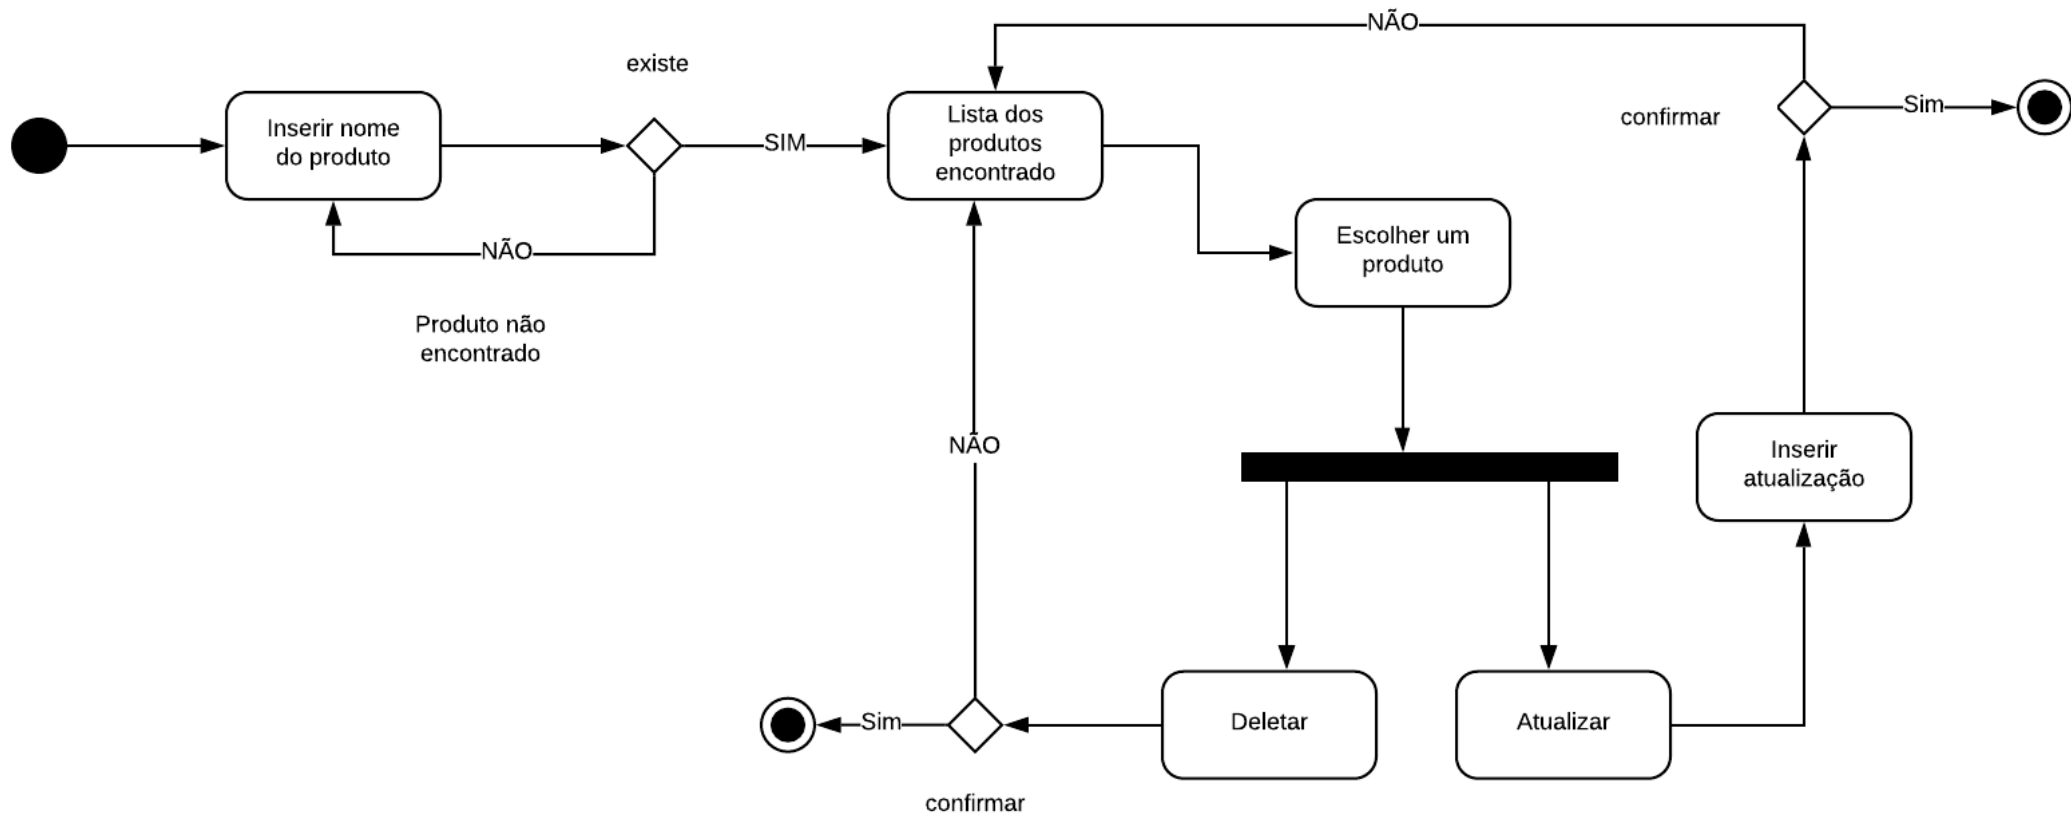 NÃO
existe
Inserir nome
do produto
SIM
Lista dos
produtos
encontrado
confirmar
Sim
NÃO
Escolher um
produto
Produto não
encontrado
NÃO
Inserir
atualização
Sim
Deletar
Atualizar
confirmar